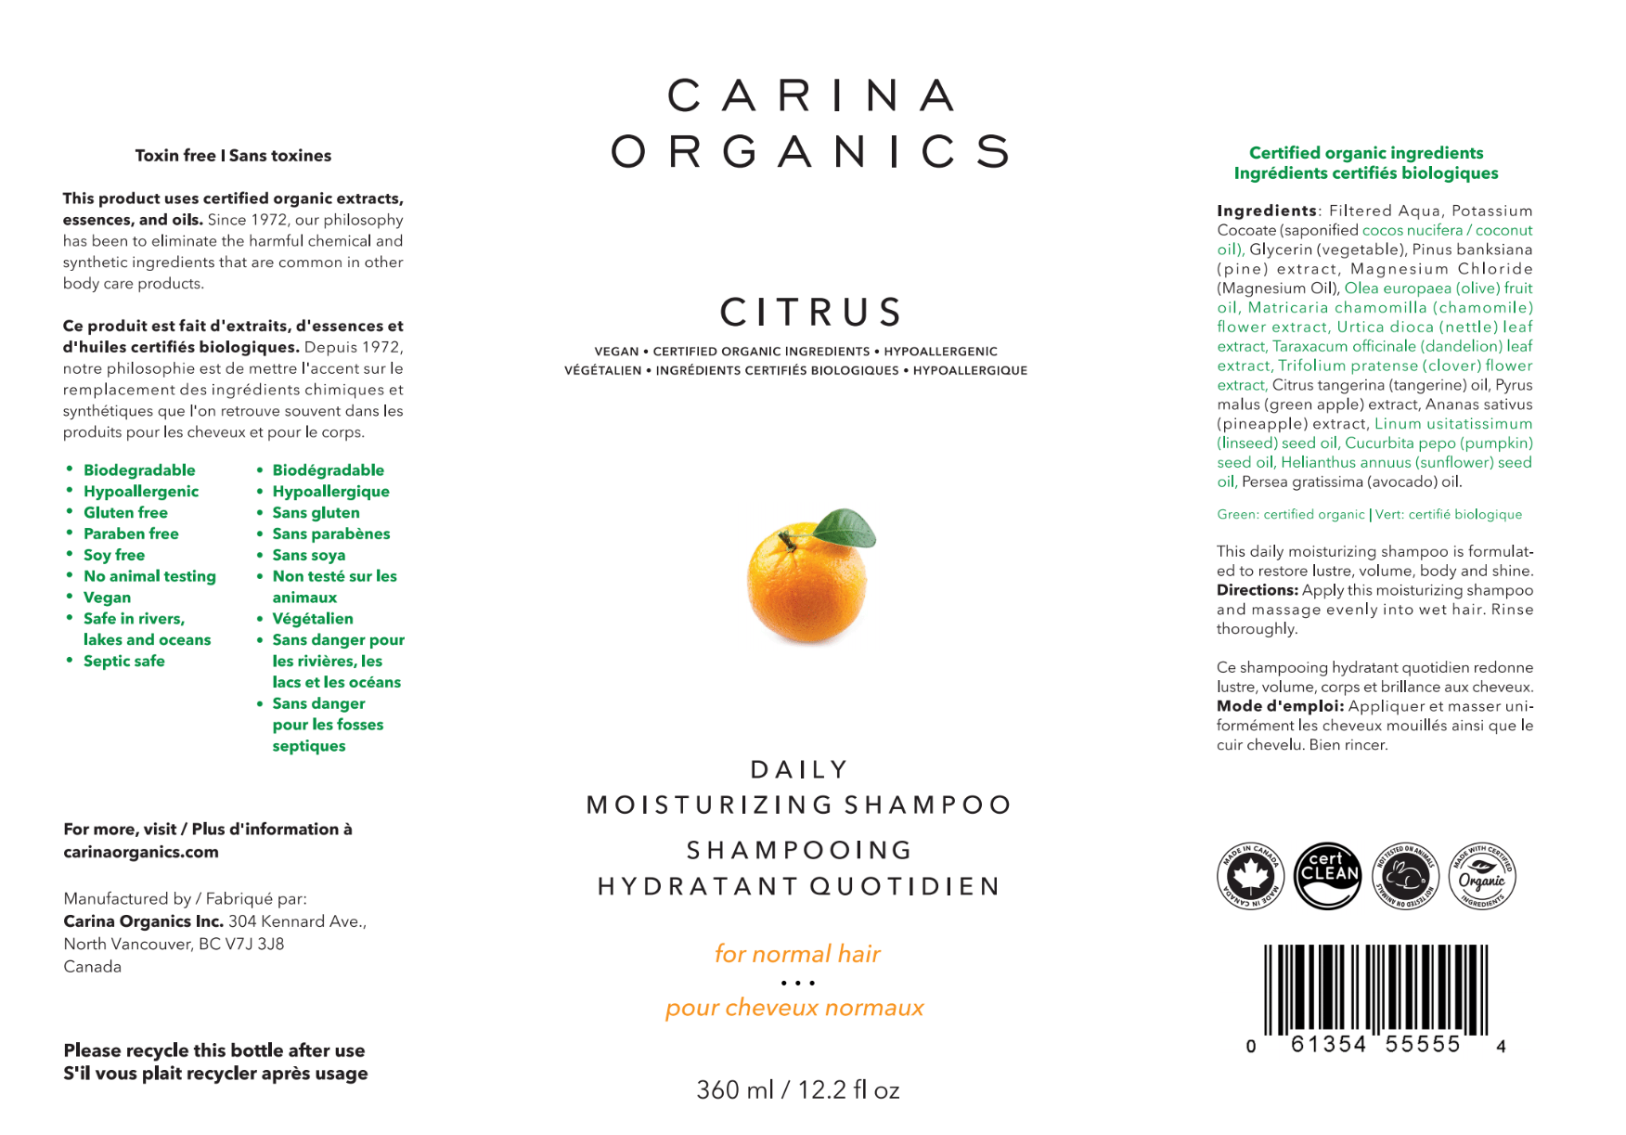 Toxin free I Sans toxines
This product uses certified organic extracts,
essences, and oils. Since 1972, our philosophy
has been to eliminate the harmful chemical and
synthetic ingredients that are common in other
body care products.
Ce produit est fait d'extraits, d'essences et
d'huiles certifiés biologiques. Depuis 1972,
notre philosophie est de mettre l'accent sur le
remplacement des ingrédients chimiques et
synthétiques que l'on retrouve souvent dans les
produits pour les cheveux et pour le corps.
• Biodegradable
• Hypoallergenic
• Gluten free
• Paraben free
• Soy free
• No animal testing
• Vegan
• Safe in rivers,
lakes and oceans
• Septic safe
• Biodégradable
• Hypoallergique
• Sans gluten
• Sans parabènes
• Sans soya
• Non testé sur les
animaux
• Végétalien
• Sans danger pour
les rivières, les
lacs et les océans
• Sans danger
pour les fosses
septiques
For more, visit / Plus d'information à
carinaorganics.com
Manufactured by / Fabriqué par:
Carina Organics Inc. 304 Kennard Ave.,
North Vancouver, BC V7J 3J8
Canada
Please recycle this bottle after use
S'il vous plait recycler après usage
CARINA
ORGANICS
CITRUS
VEGAN • CERTIFIED ORGANIC INGREDIENTS • HYPOALLERGENIC
VÉGÉTALIEN • INGRÉDIENTS CERTIFIÉS BIOLOGIQUES • HYPOALLERGIQUE
DAILY
MOISTURIZING SHAMPOO
SHAMPOOING
HYDRATANT QUOTIDIEN
for normal hair
• • •
pour cheveux normaux
360 ml / 12.2 fl oz
Certified organic ingredients
Ingrédients certifiés biologiques
Ingredients: Filtered Aqua, Potassium
Cocoate (saponified cocos nucifera / coconut
oil), Glycerin (vegetable), Pinus banksiana
(pine) extract, Magnesium Chloride
(Magnesium Oil), Olea europaea (olive) fruit
oil, Matricaria chamomilla (chamomile)
flower extract, Urtica dioca (nettle) leaf
extract, Taraxacum officinale (dandelion) leaf
extract, Trifolium pratense (clover) flower
extract, Citrus tangerina (tangerine) oil, Pyrus
malus (green apple) extract, Ananas sativus
(pineapple) extract, Linum usitatissimum
(linseed) seed oil, Cucurbita pepo (pumpkin)
seed oil, Helianthus annuus (sunflower) seed
oil, Persea gratissima (avocado) oil.
Green: certified organic | Vert: certifié biologique
This daily moisturizing shampoo is formulat-
ed to restore lustre, volume, body and shine.
Directions: Apply this moisturizing shampoo
and massage evenly into wet hair. Rinse
thoroughly.
Ce shampooing hydratant quotidien redonne
lustre, volume, corps et brillance aux cheveux.
Mode d'emploi: Appliquer et masser uni-
formément les cheveux mouillés ainsi que le
cuir chevelu. Bien rincer.
MADE IN CANADA
MADE IN CANADA
cert
CLEAN
NOT TESTED ON ANIMALS
NOT TESTED ON ANIMALS
MADE WITH CERTIFIED
Organic
INGREDIENTS
0 61354 55555 4